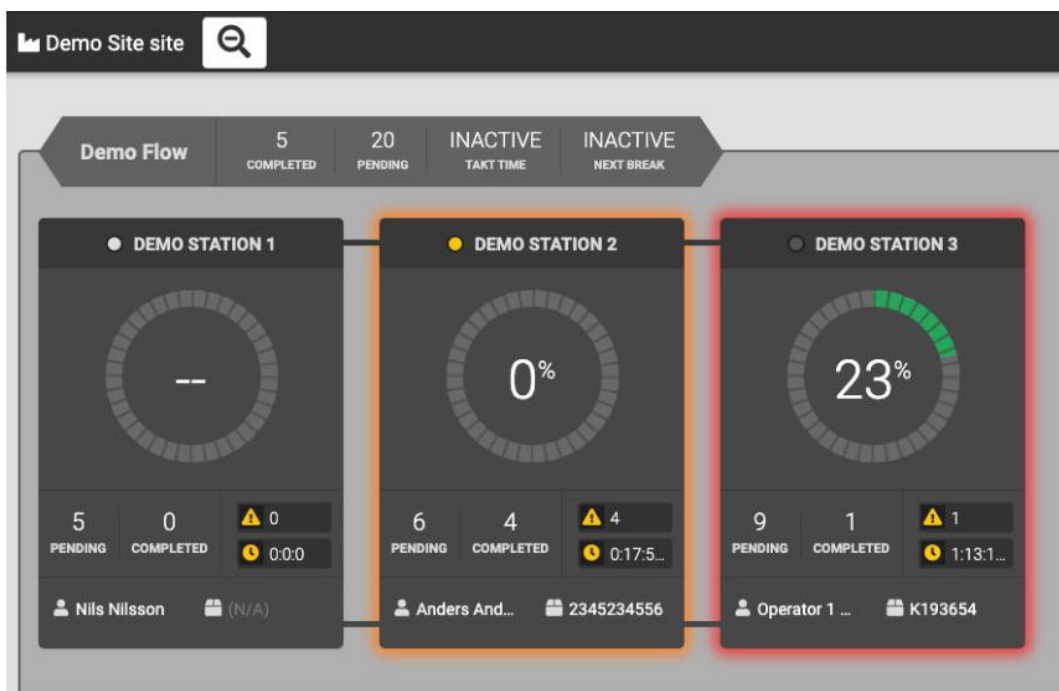 Demo Site site
Demo Flow
5
COMPLETED
20
PENDING
INACTIVE
TAKT TIME
INACTIVE
NEXT BREAK
DEMO STATION 1
--
5
PENDING
0
COMPLETED
0
0:0:0
Nils Nilsson
(N/A)
DEMO STATION 2
0%
6
PENDING
4
COMPLETED
4
0:17:5...
Anders And...
2345234556
DEMO STATION 3
23%
9
PENDING
1
COMPLETED
1
1:13:1...
Operator 1 ...
K193654